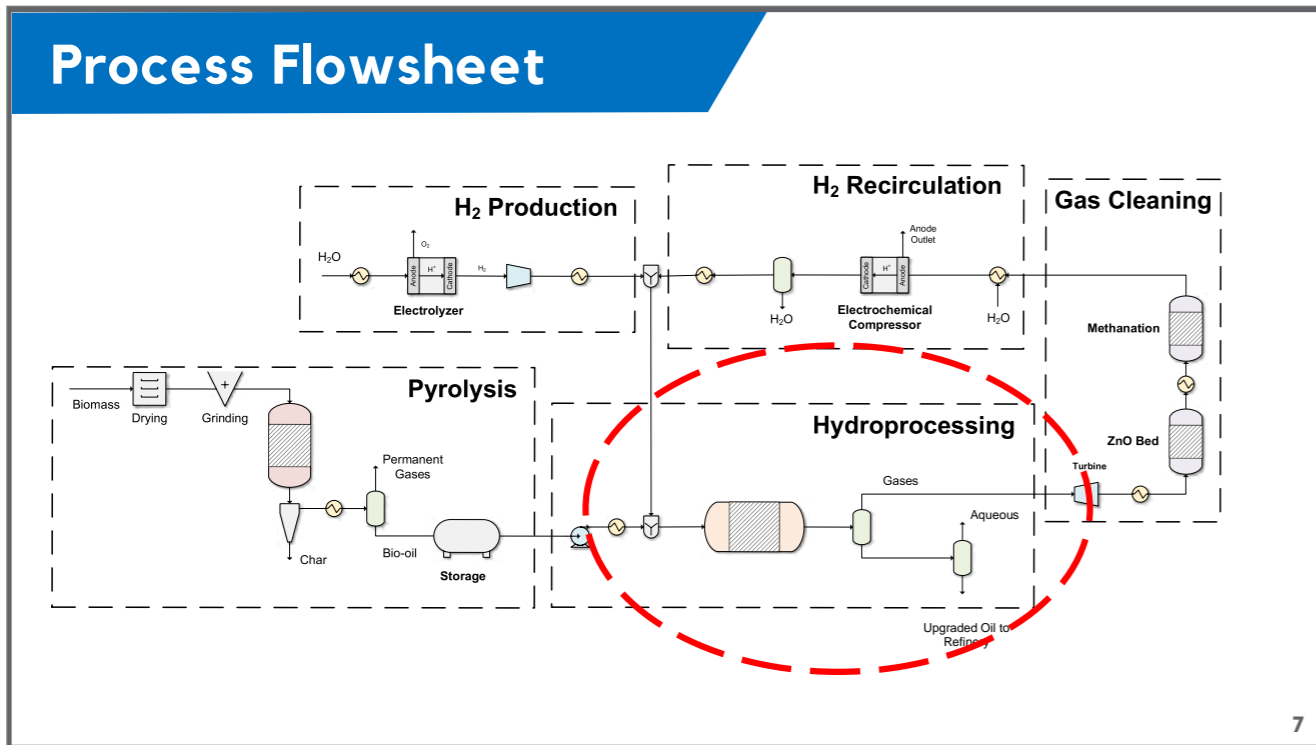 Process Flowsheet
H₂ Production
H₂O
O₂
Anode
H⁺
Cathode
H₂
Electrolyzer
H₂ Recirculation
Anode
Outlet
Cathode
H⁺
Anode
H₂O
Electrochemical
Compressor
H₂O
Gas Cleaning
Methanation
ZnO Bed
Turbine
Pyrolysis
Biomass
Drying
+
Grinding
Permanent
Gases
Char
Bio-oil
Storage
Hydroprocessing
Gases
Aqueous
Upgraded Oil to
Refinery
7